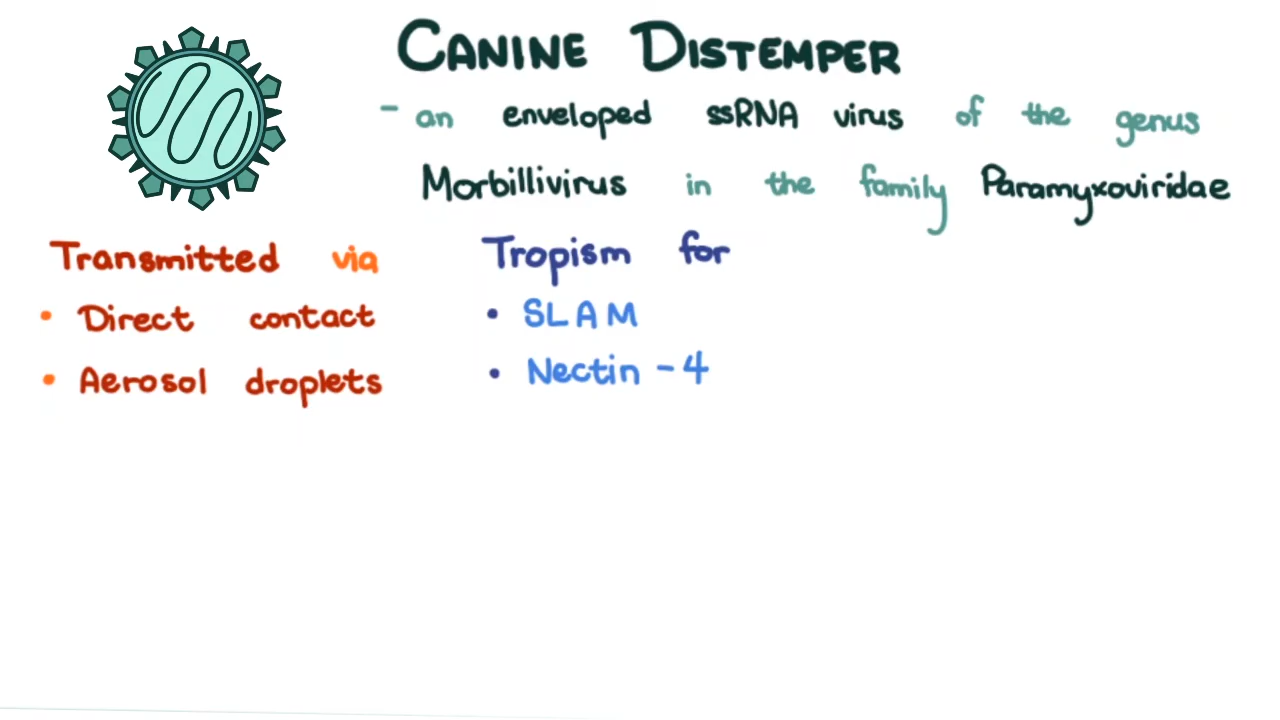 CANINE DISTEMPER
- an enveloped ssRNA virus of the genus
Morbillivirus in the family Paramyxoviridae
Transmitted via
• Direct contact
• Aerosol droplets
Tropism for
• SLAM
• Nectin-4